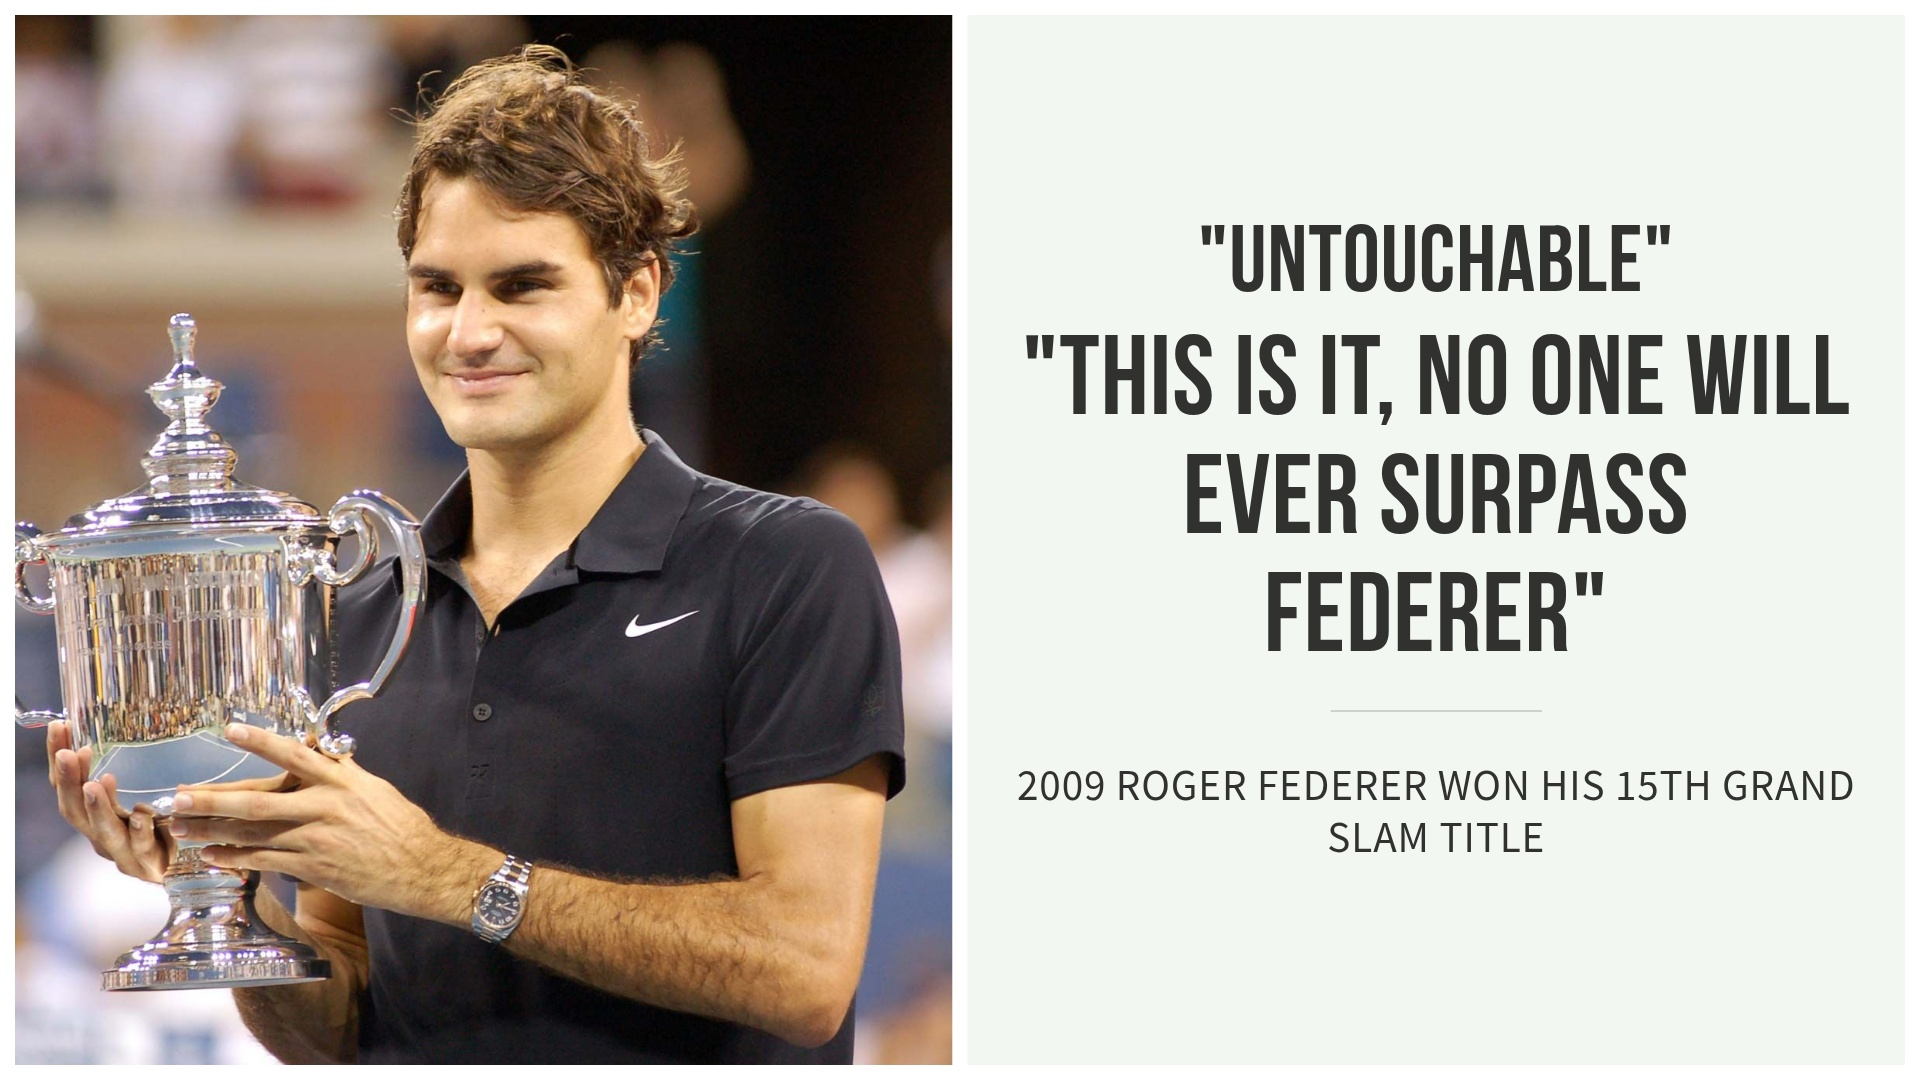 "UNTOUCHABLE"
"THIS IS IT, NO ONE WILL
EVER SURPASS
FEDERER"
2009 ROGER FEDERER WON HIS 15TH GRAND
SLAM TITLE